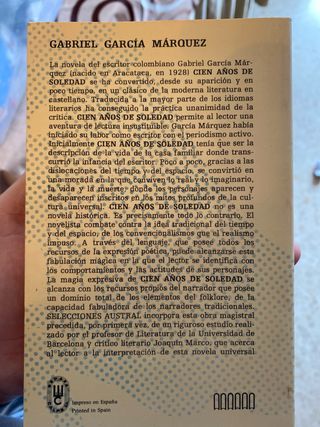 GABRIEL GARCÍA MÁRQUEZ
La novela del escritor colombiano Gabriel García Már-
quez (nacido en Aracataca, en 1928) CIEN AÑOS DE
SOLEDAD se ha convertido, desde su aparición y en
poco tiempo, en un clásico de la moderna literatura en
castellano. Traducida a la mayor parte de los idiomas
literarios ha conseguido la práctica unanimidad de la
crítica. CIEN AÑOS DE SOLEDAD permite al lector una
aventura de lectura insustituible. García Márquez había
iniciado su labor como escritor con el periodismo activo.
Inicialmente CIEN AÑOS DE SOLEDAD tenía que ser la
descripción de la vida de la casa familiar donde trans-
currió la infancia del escritor. Poco a poco, gracias a las
dislocaciones del tiempo y del espacio, se convirtió en
una morada en la que conviven lo real y lo imaginario,
la vida y la muerte; donde los personajes aparecen y
desaparecen inscritos en los mitos profundos de la cul-
tura universal. CIEN AÑOS DE SOLEDAD no es una
novela histórica. Es precisamente todo lo contrario. El
novelista combate contra la idea tradicional del tiempo
y del espacio; de los convencionalismos que el realismo
impuso. A través del lenguaje, que posee todos los
recursos de la expresión poética, puede alcanzarse esta
fabulación mágica en la que el lector se identifica con
los comportamientos y las actitudes de sus personajes.
La magia expresiva de CIEN AÑOS DE SOLEDAD se
alcanza con los recursos propios del narrador que posee
un dominio total de los elementos del folklore y de la
capacidad fabuladora de los narradores tradicionales.
SELECCIONES AUSTRAL incorpora esta obra magistral
precedida, por primera vez, de un riguroso estudio reali-
zado por el profesor de Literatura de la Universidad de
Barcelona y crítico literario Joaquín Marco, que acerca
al lector a la interpretación de esta novela universal
Impreso en España
Printed in Spain